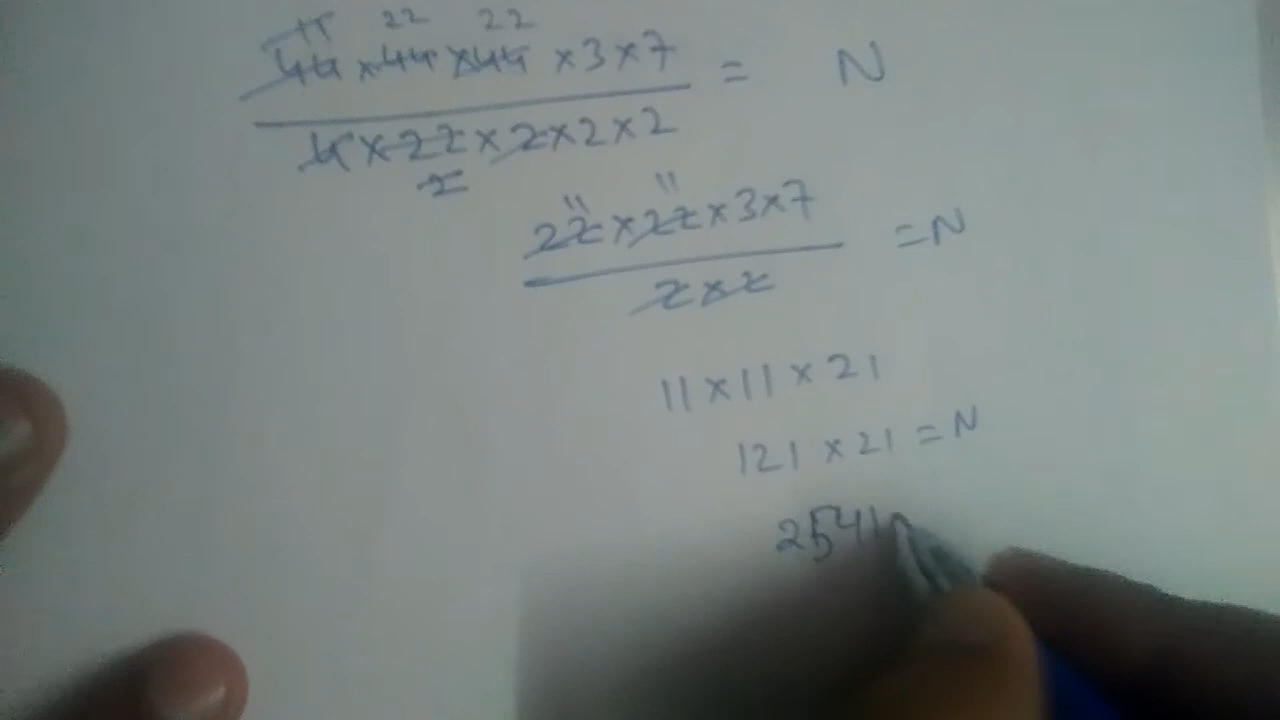 11 22 22
44 × 44 × 44 × 3 × 7 = N
4 × 22 × 2 × 2 × 2
2
11 11
22 × 22 × 3 × 7 = N
2 × 2
11 × 11 × 21
121 × 21 = N
2541